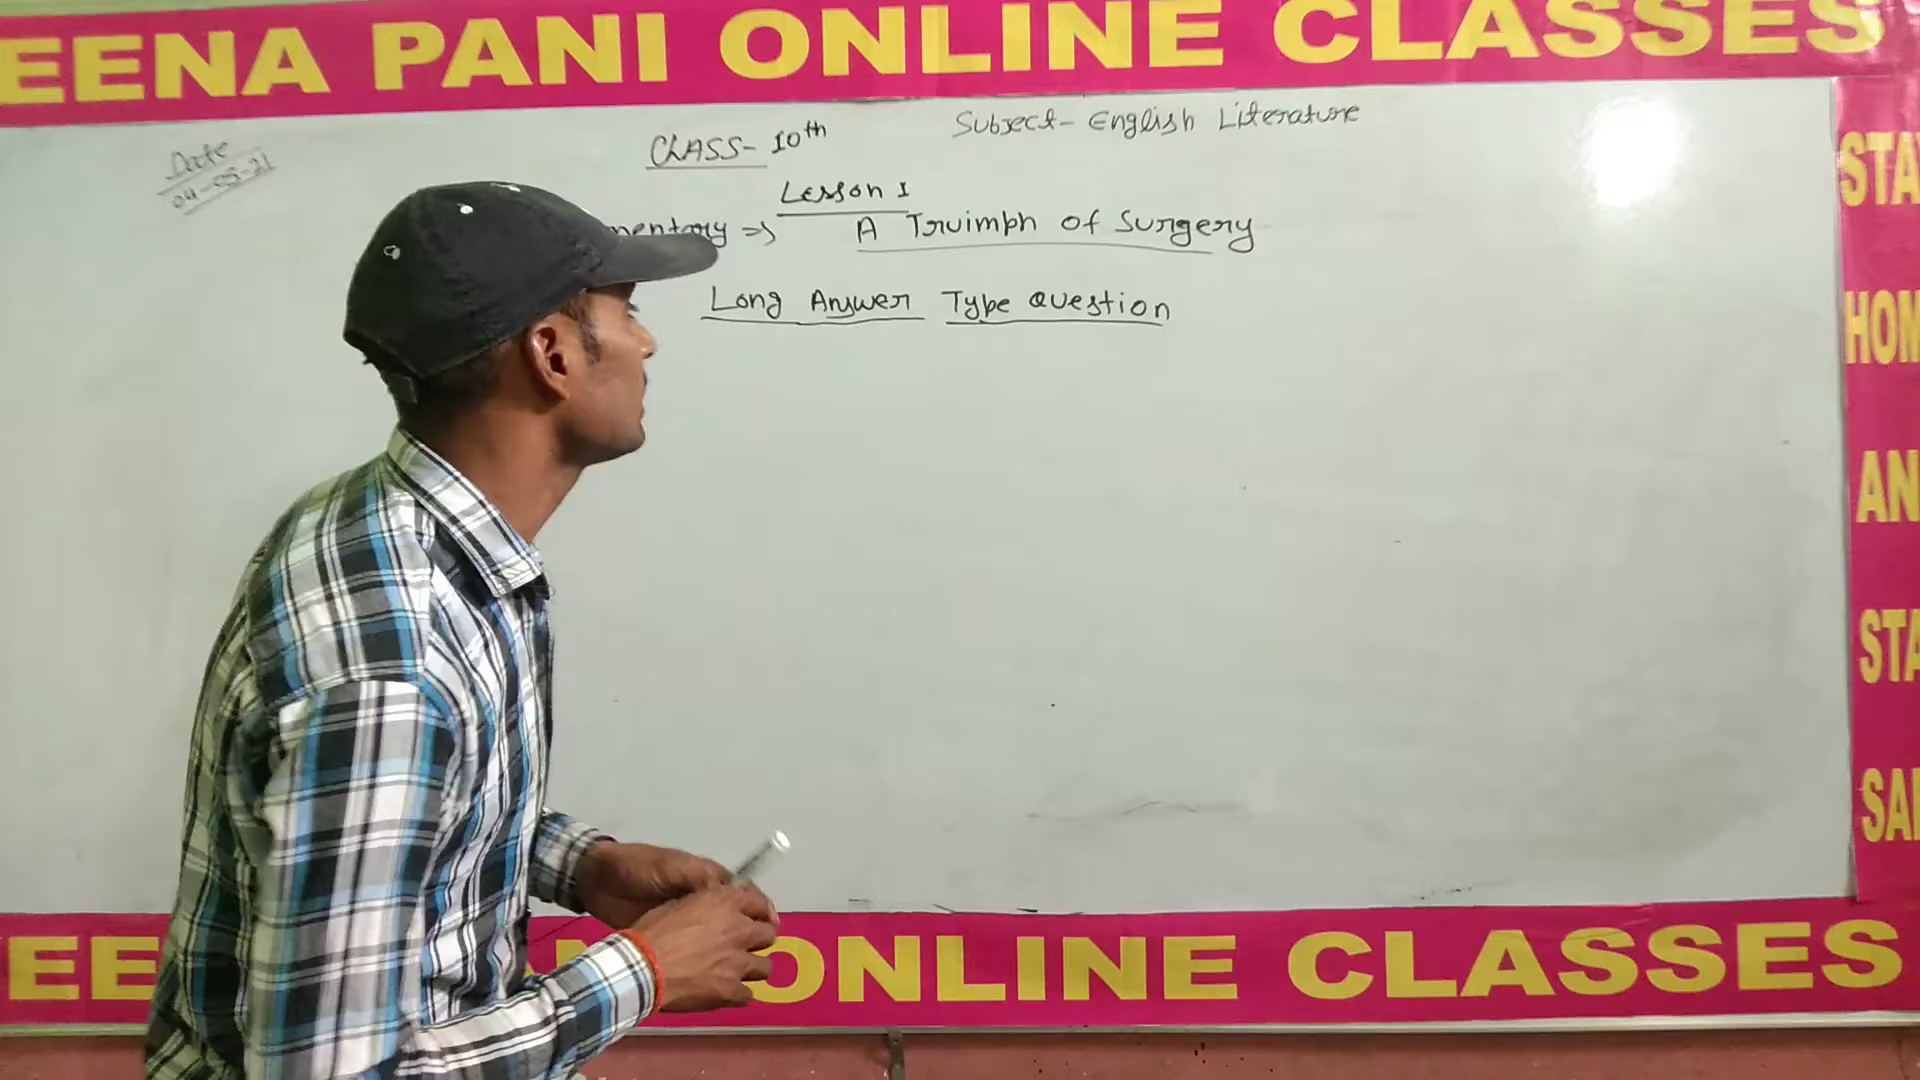 EENA PANI ONLINE CLASSES
Date
04-05-21
CLASS- 10th
Subject- English Literature
Lesson 1
mentary => A Truimph of Surgery
Long Answer Type Question
STA
HOM
AN
STA
SA
EE ONLINE CLASSES